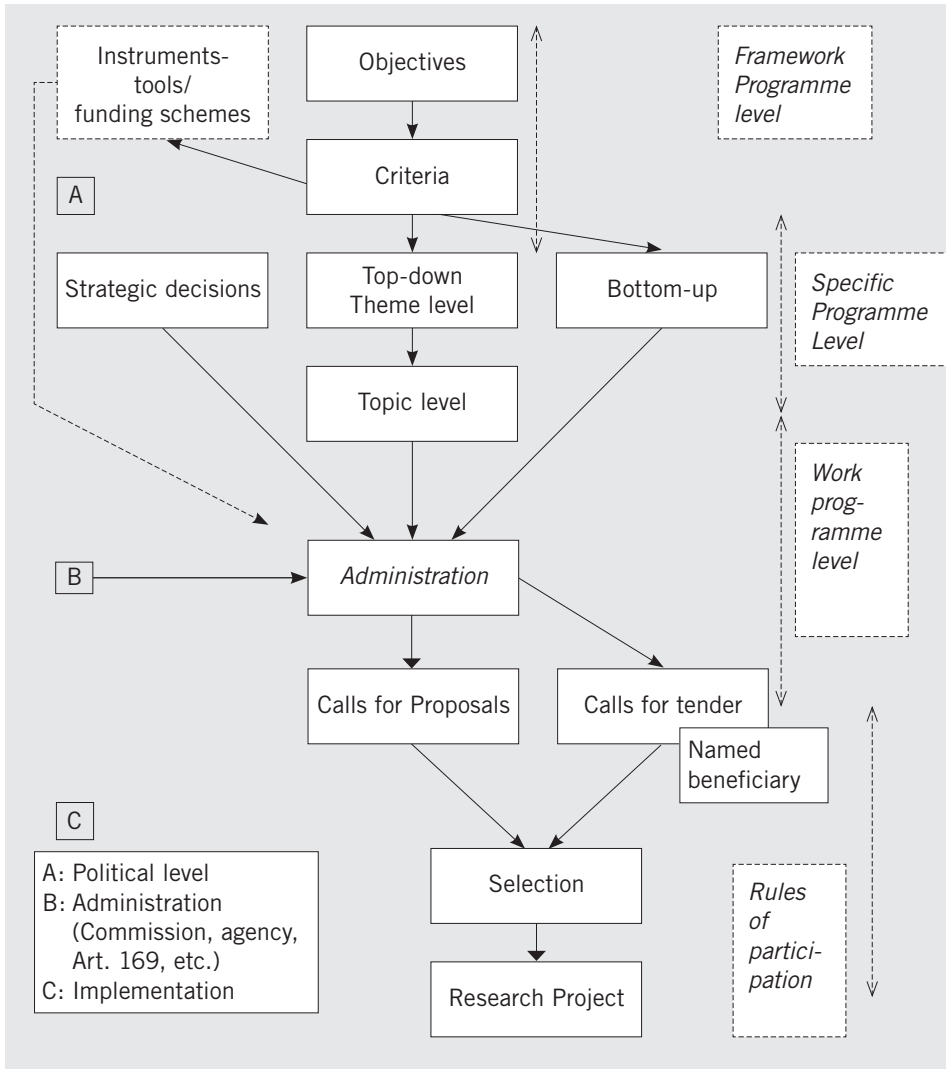 Instruments-
tools/
funding schemes
Objectives
Framework
Programme
level
Criteria
A
Strategic decisions
Top-down
Theme level
Bottom-up
Specific
Programme
Level
Topic level
Work
prog-
ramme
level
B
Administration
Calls for Proposals
Calls for tender
Named
beneficiary
C
A: Political level
B: Administration
(Commission, agency,
Art. 169, etc.)
C: Implementation
Selection
Rules
of
partici-
pation
Research Project